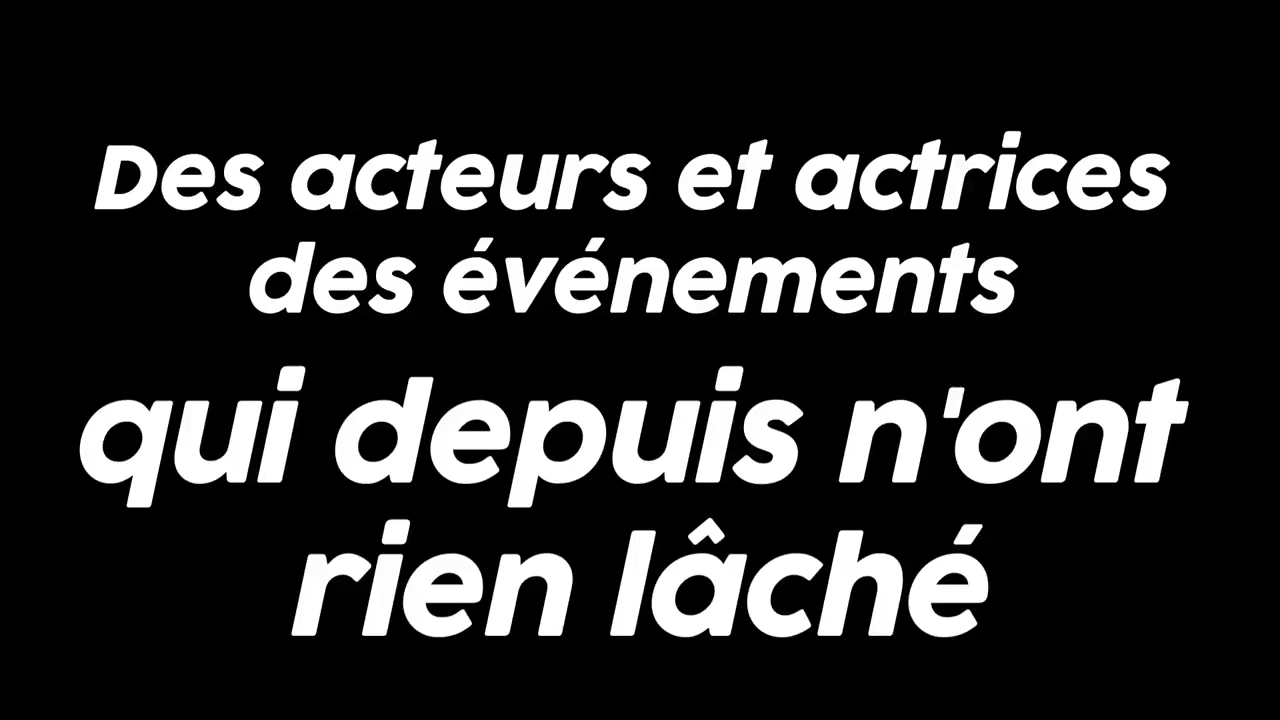 Des acteurs et actrices
des événements
qui depuis n'ont
rien lâché